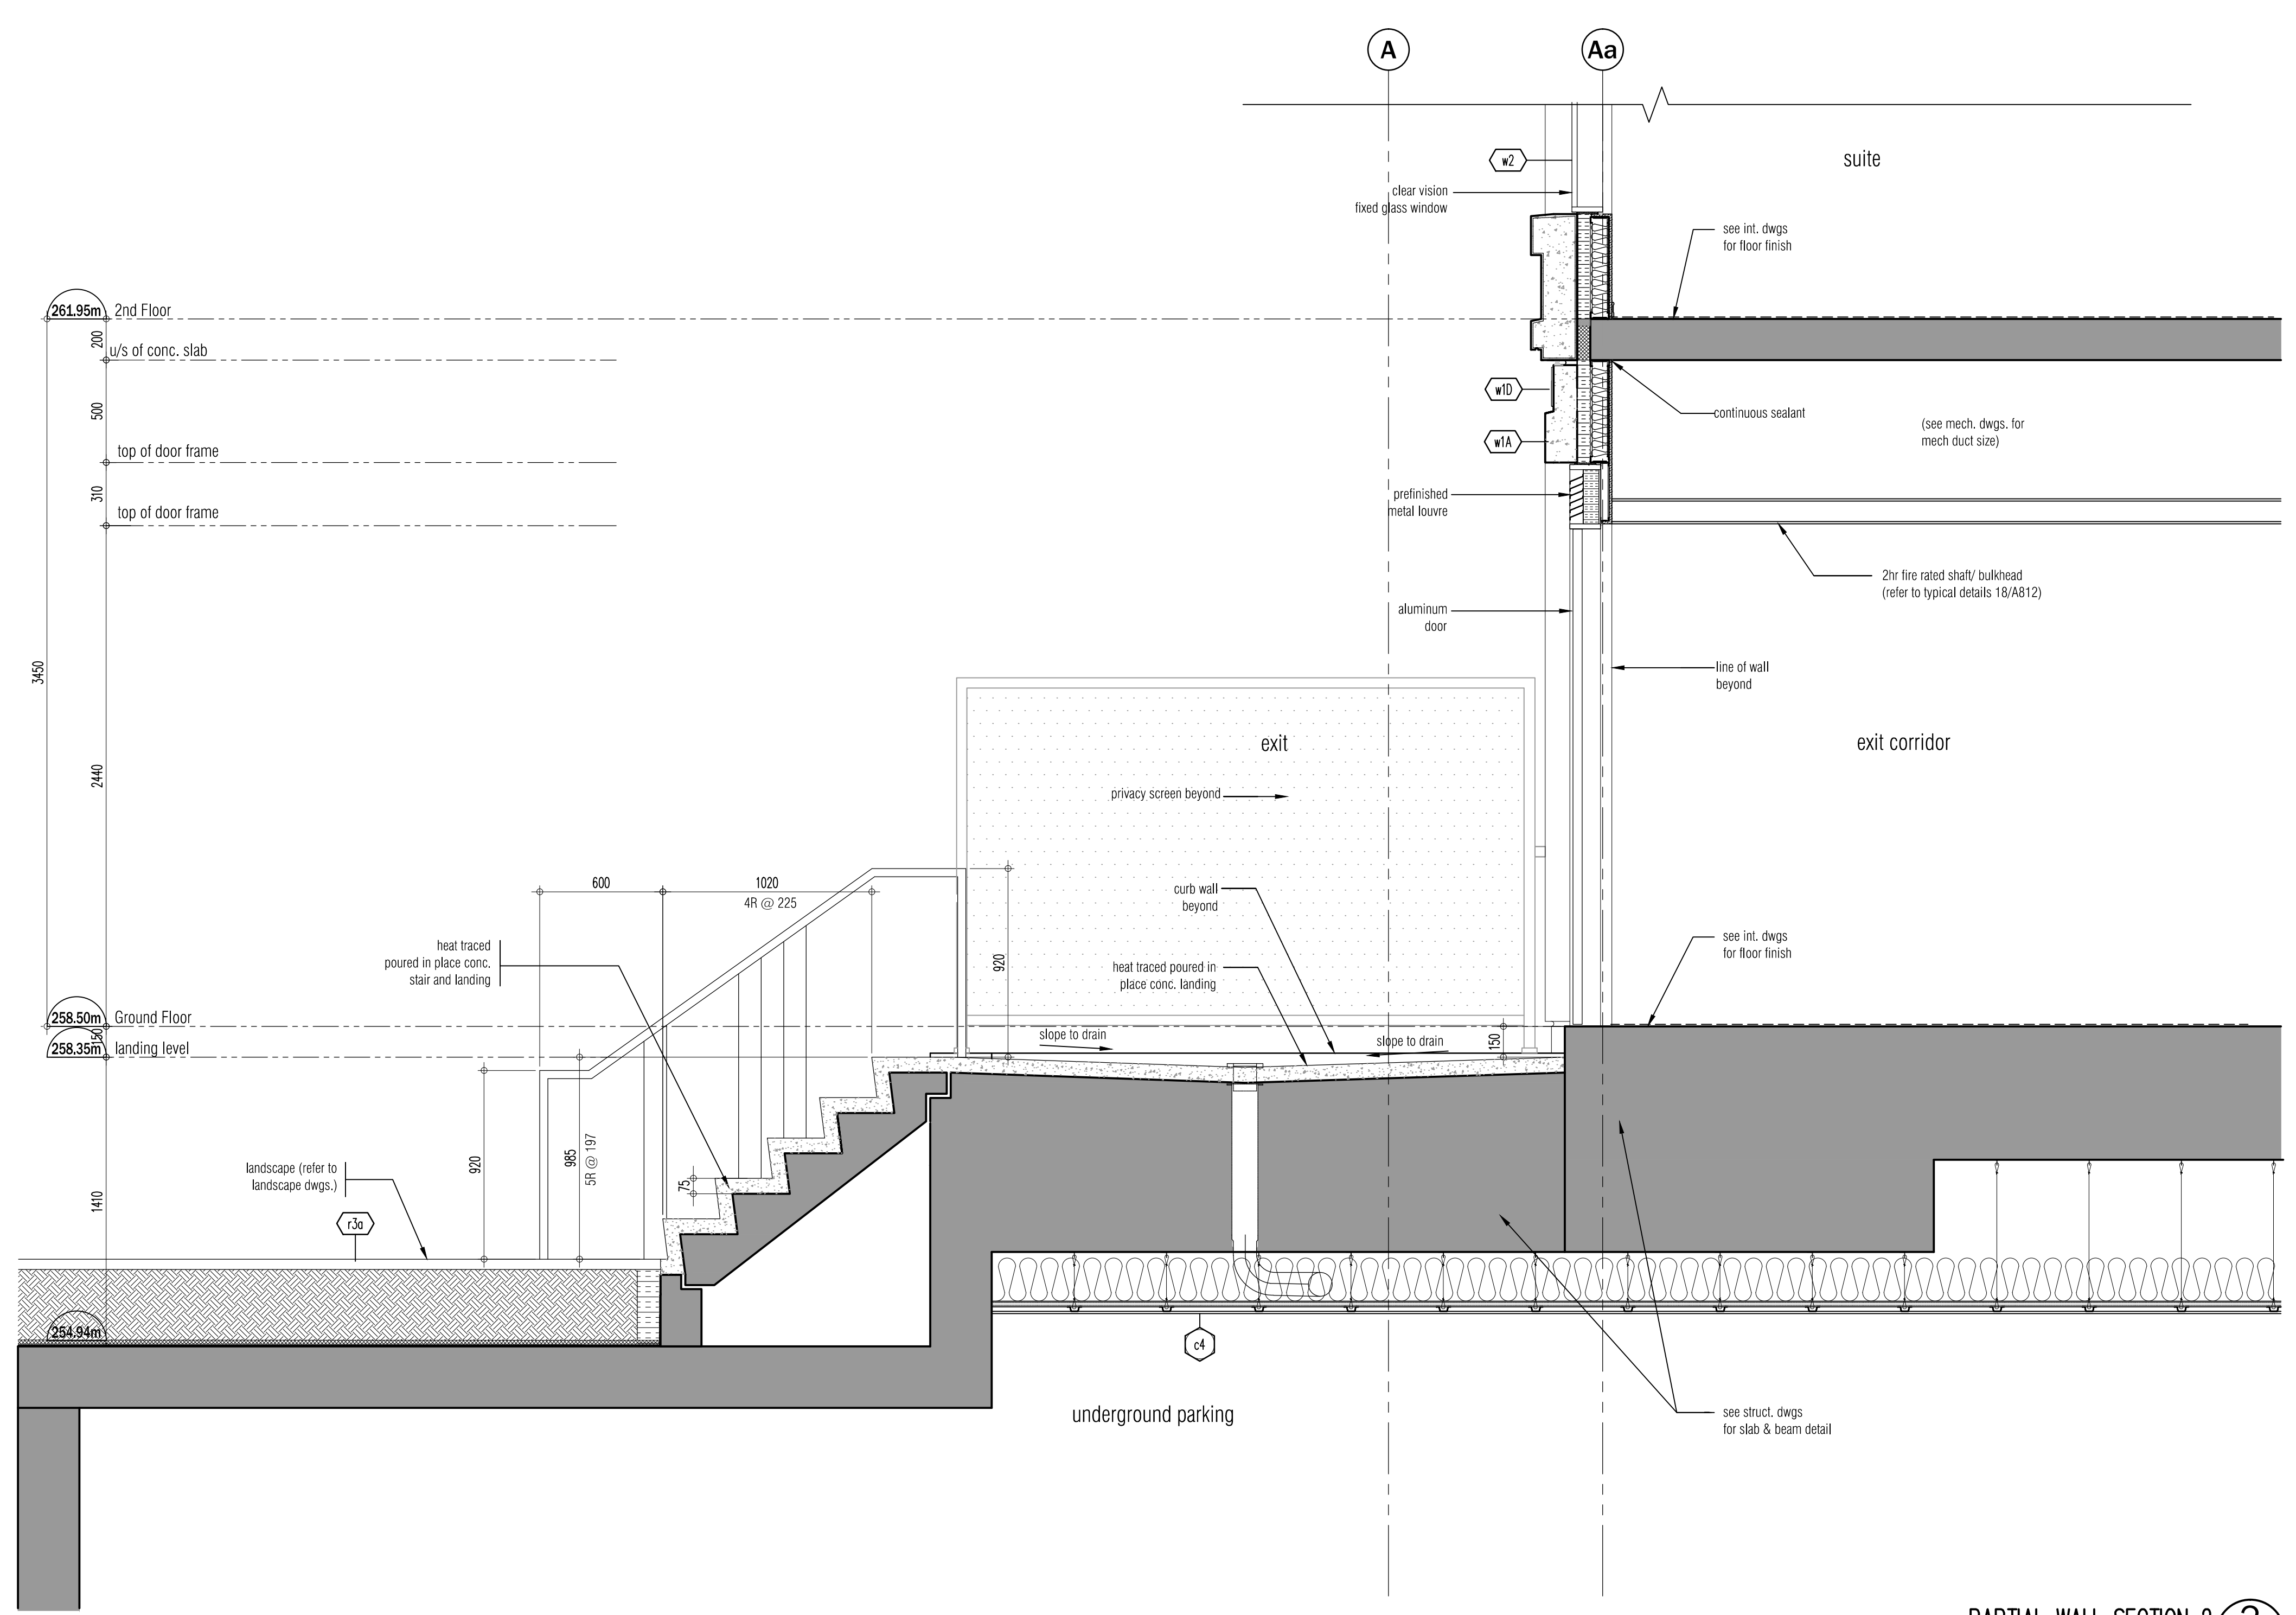 A
Aa
w2
suite
clear vision
fixed glass window
see int. dwgs
for floor finish
261.95m
2nd Floor
200
u/s of conc. slab
w1D
500
continuous sealant
(see mech. dwgs. for
mech duct size)
w1A
top of door frame
310
prefinished
metal louvre
top of door frame
2hr fire rated shaft/ bulkhead
(refer to typical details 18/A812)
aluminum
door
3450
line of wall
beyond
exit
exit corridor
2440
privacy screen beyond
600
1020
4R @ 225
curb wall
beyond
heat traced
poured in place conc.
stair and landing
920
heat traced poured in
place conc. landing
see int. dwgs
for floor finish
258.50m
Ground Floor
150
258.35m
landing level
slope to drain
slope to drain
150
920
985
5R @ 197
75
1410
landscape (refer to
landscape dwgs.)
r3a
254.94m
c4
underground parking
see struct. dwgs
for slab & beam detail